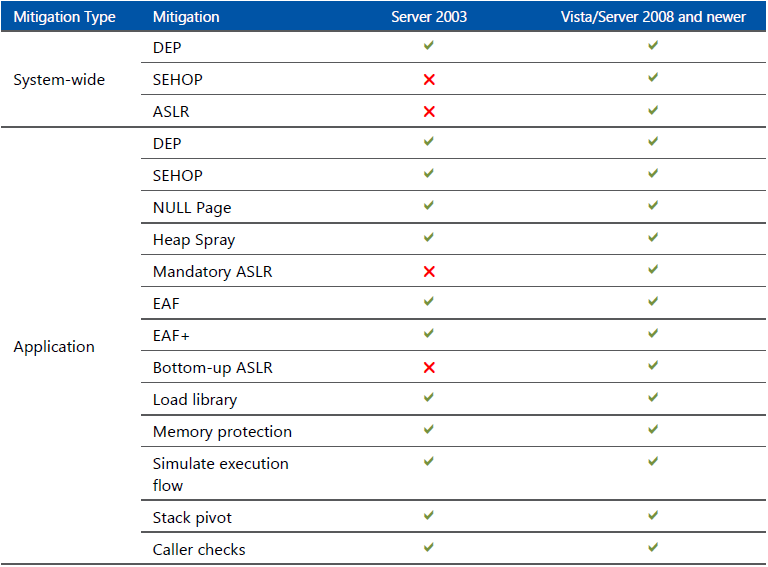 Mitigation Type Mitigation Server 2003 Vista/Server 2008 and newer
System-wide
DEP ✓ ✓
SEHOP ✗ ✓
ASLR ✗ ✓
Application
DEP ✓ ✓
SEHOP ✓ ✓
NULL Page ✓ ✓
Heap Spray ✓ ✓
Mandatory ASLR ✗ ✓
EAF ✓ ✓
EAF+ ✓ ✓
Bottom-up ASLR ✗ ✓
Load library ✓ ✓
Memory protection ✓ ✓
Simulate execution ✓ ✓
flow
Stack pivot ✓ ✓
Caller checks ✓ ✓